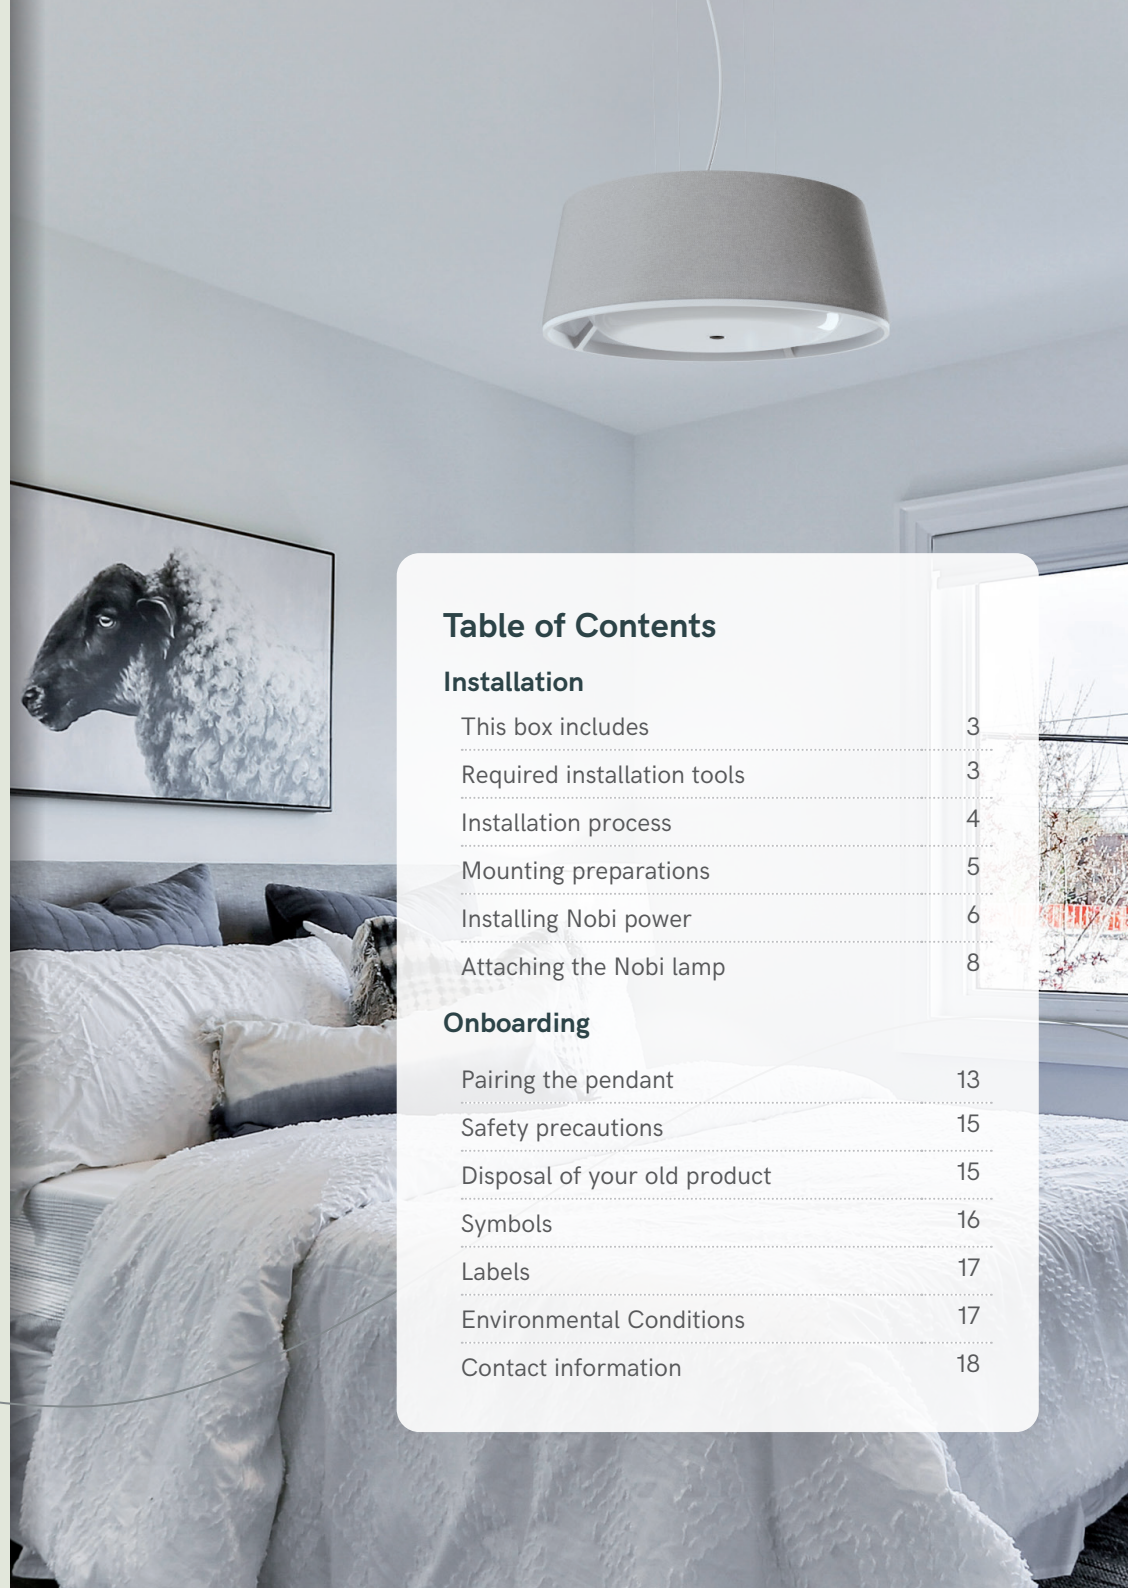 Table of Contents
Installation
This box includes 3
Required installation tools 3
Installation process 4
Mounting preparations 5
Installing Nobi power 6
Attaching the Nobi lamp 8
Onboarding
Pairing the pendant 13
Safety precautions 15
Disposal of your old product 15
Symbols 16
Labels 17
Environmental Conditions 17
Contact information 18